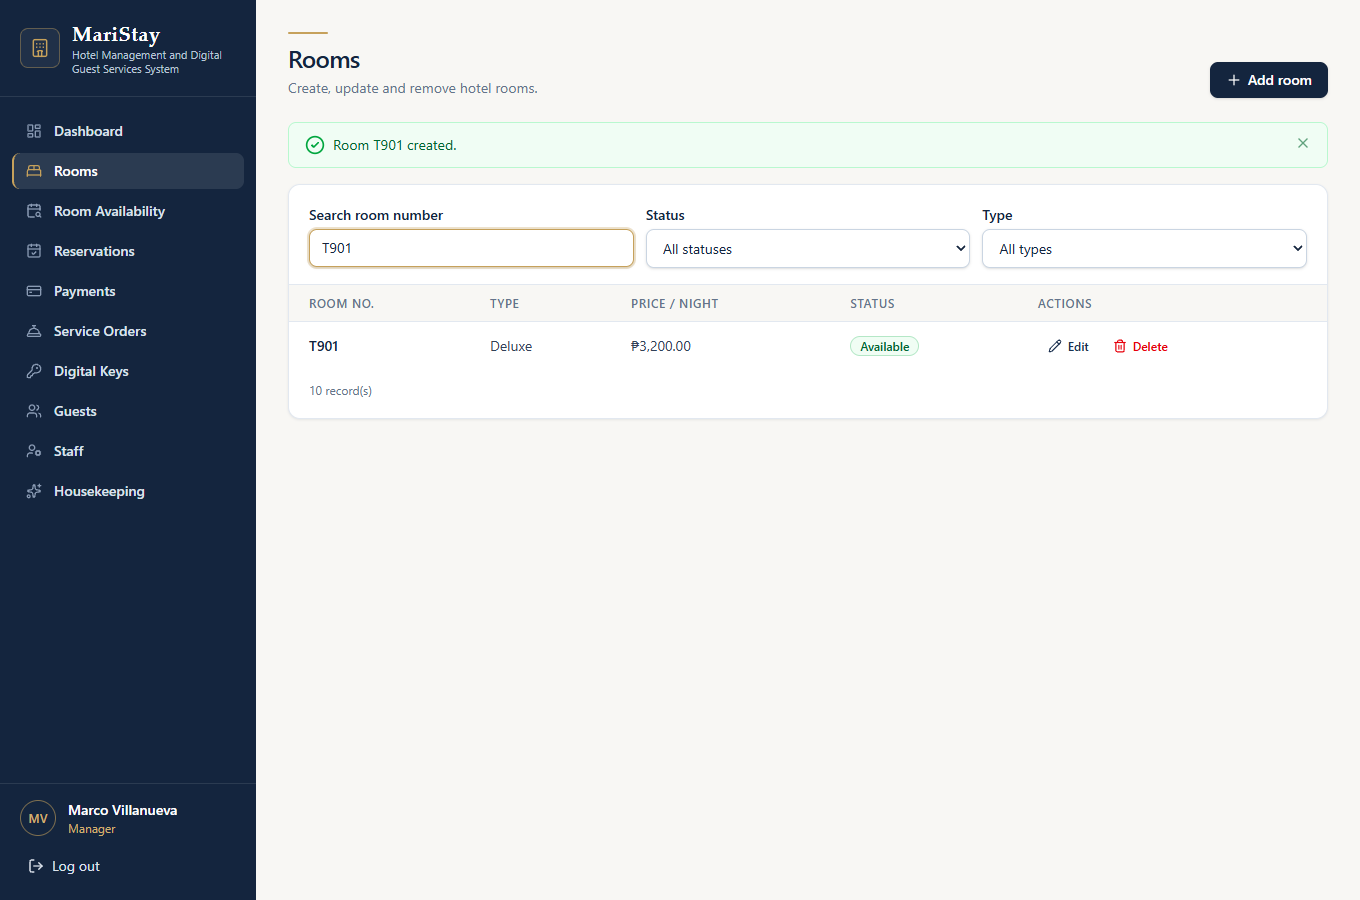 MariStay
Hotel Management and Digital
Guest Services System
Dashboard
Rooms
Room Availability
Reservations
Payments
Service Orders
Digital Keys
Guests
Staff
Housekeeping
MV
Marco Villanueva
Manager
Log out
Rooms
Create, update and remove hotel rooms.
Add room
Room T901 created.
Search room number Status Type
T901 All statuses All types
ROOM NO. TYPE PRICE / NIGHT STATUS ACTIONS
T901 Deluxe ₱3,200.00 Available Edit Delete
10 record(s)